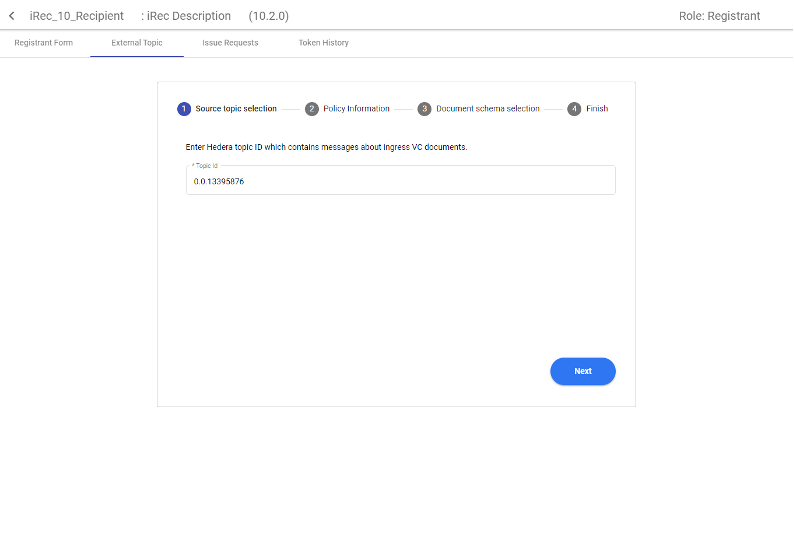 iRec_10_Recipient : iRec Description (10.2.0) Role: Registrant
Registrant Form External Topic Issue Requests Token History
1 Source topic selection 2 Policy Information 3 Document schema selection 4 Finish
Enter Hedera topic ID which contains messages about ingress VC documents.
* Topic Id
0.0.13395876
Next